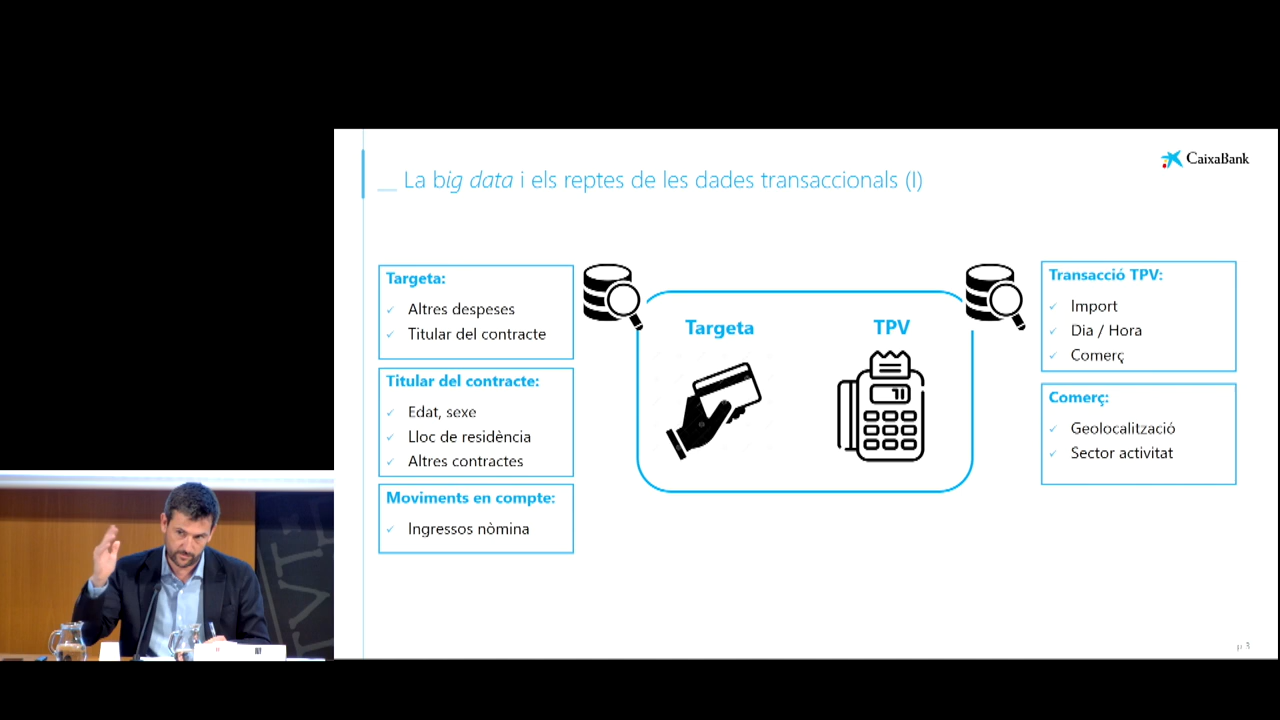 CaixaBank
__ La big data i els reptes de les dades transaccionals (I)
Targeta:
✓ Altres despeses
✓ Titular del contracte
Titular del contracte:
✓ Edat, sexe
✓ Lloc de residència
✓ Altres contractes
Moviments en compte:
✓ Ingressos nòmina
Targeta
TPV
Transacció TPV:
✓ Import
✓ Dia / Hora
✓ Comerç
Comerç:
✓ Geolocalització
✓ Sector activitat
p 3